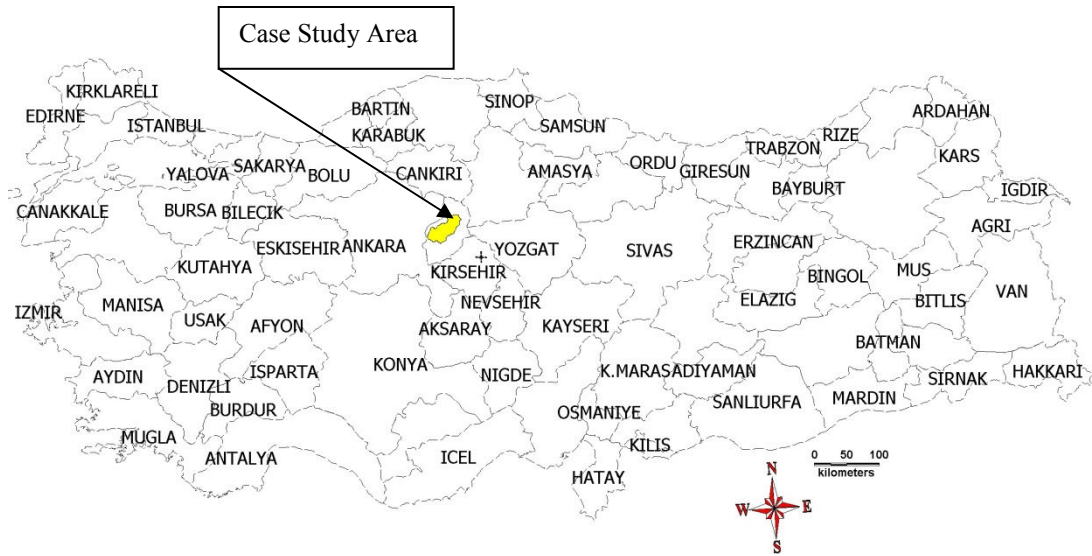 Case Study Area
KIRKLARELI
EDIRNE
ISTANBUL
BARTIN
KARABUK
SINOP
SAMSUN
ARDAHAN
RIZE
KARS
TRABZON
ORDU
GIRESUN
BAYBURT
IGDIR
AGRI
YALOVA
SAKARYA
BOLU
CANKIRI
AMASYA
CANAKKALE
BURSA
BILECIK
ESKISEHIR
ANKARA
YOZGAT
SIVAS
ERZINCAN
KUTAHYA
KIRSEHIR
BINGOL
MUS
VAN
NEVSEHIR
ELAZIG
BITLIS
IZMIR
MANISA
USAK
AFYON
AKSARAY
KAYSERI
BATMAN
KONYA
AYDIN
DENIZLI
ISPARTA
NIGDE
K.MARAS
ADIYAMAN
SIRNAK
HAKKARI
BURDUR
SANLIURFA
MARDIN
OSMANIYE
MUGLA
ANTALYA
ICEL
KILIS
HATAY
0 50 100
kilometers
N
W E
S